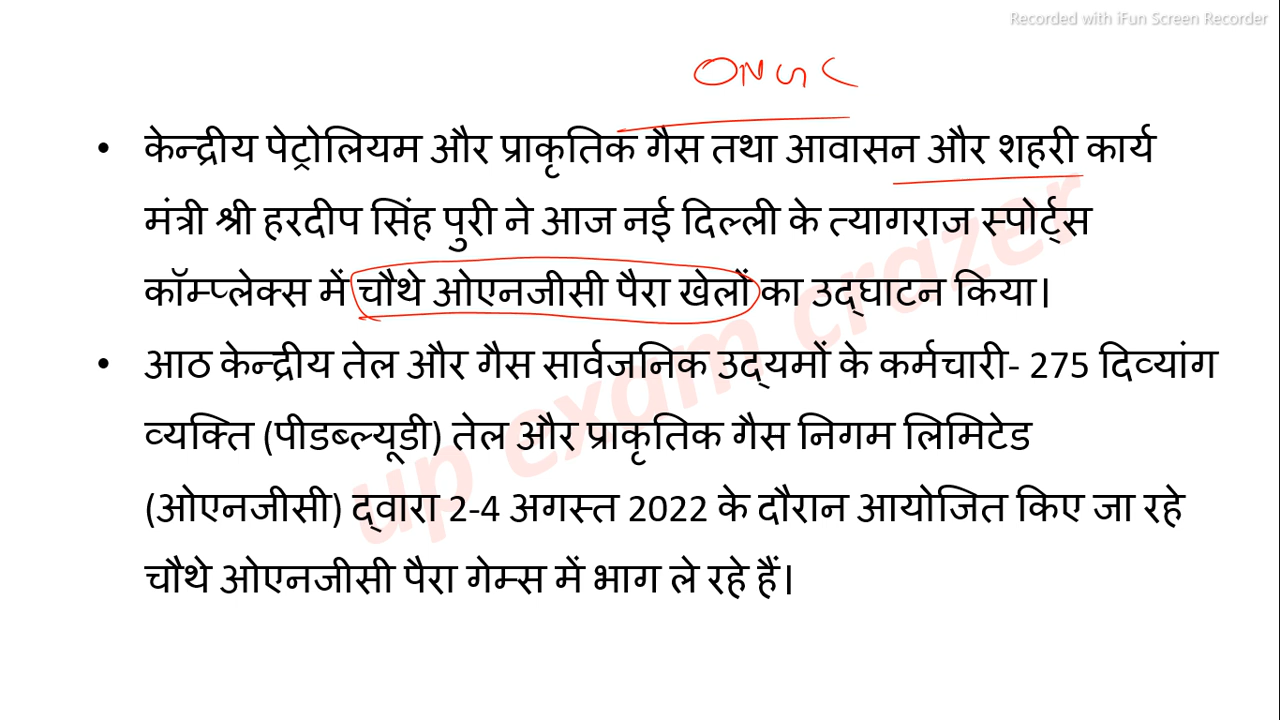 Recorded with iFun Screen Recorder
ONGC
• केन्द्रीय पेट्रोलियम और प्राकृतिक गैस तथा आवासन और शहरी कार्य
मंत्री श्री हरदीप सिंह पुरी ने आज नई दिल्ली के त्यागराज स्पोर्ट्स
कॉम्प्लेक्स में चौथे ओएनजीसी पैरा खेलों का उद्घाटन किया।
• आठ केन्द्रीय तेल और गैस सार्वजनिक उद्यमों के कर्मचारी- 275 दिव्यांग
व्यक्ति (पीडब्ल्यूडी) तेल और प्राकृतिक गैस निगम लिमिटेड
(ओएनजीसी) द्वारा 2-4 अगस्त 2022 के दौरान आयोजित किए जा रहे
चौथे ओएनजीसी पैरा गेम्स में भाग ले रहे हैं।
up exam crazer